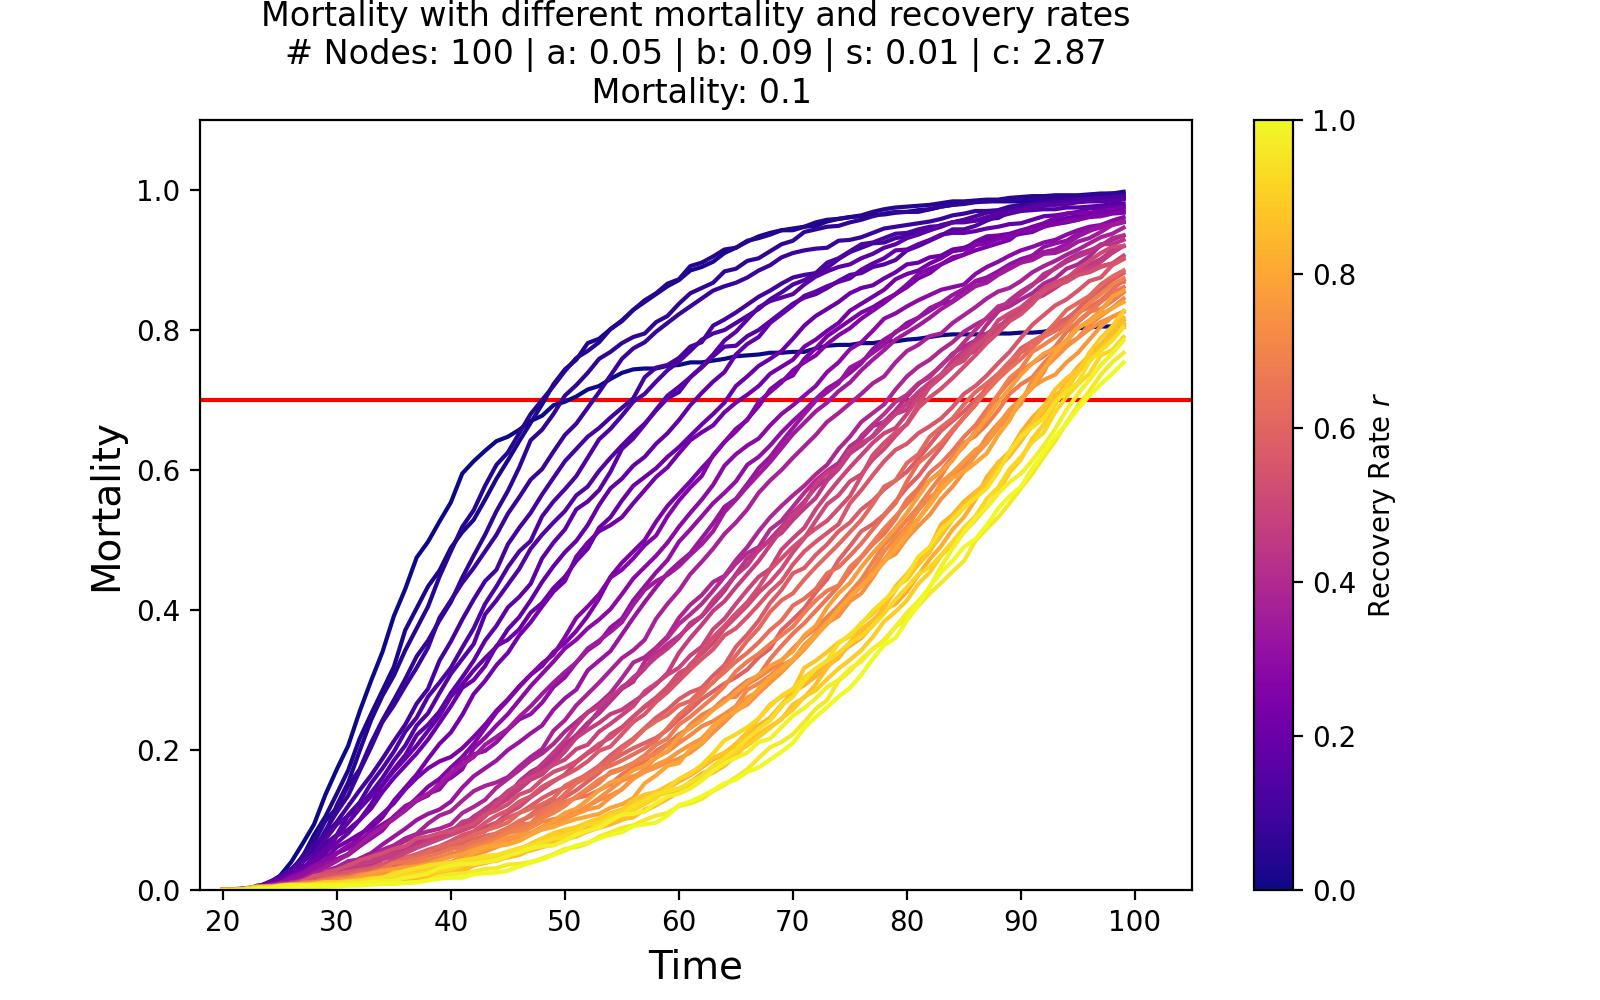 Mortality with different mortality and recovery rates
# Nodes: 100 | a: 0.05 | b: 0.09 | s: 0.01 | c: 2.87
Mortality: 0.1
Mortality
1.0
0.8
0.6
0.4
0.2
0.0
20 30 40 50 60 70 80 90 100
Time
1.0
0.8
0.6
0.4
0.2
0.0
Recovery Rate r